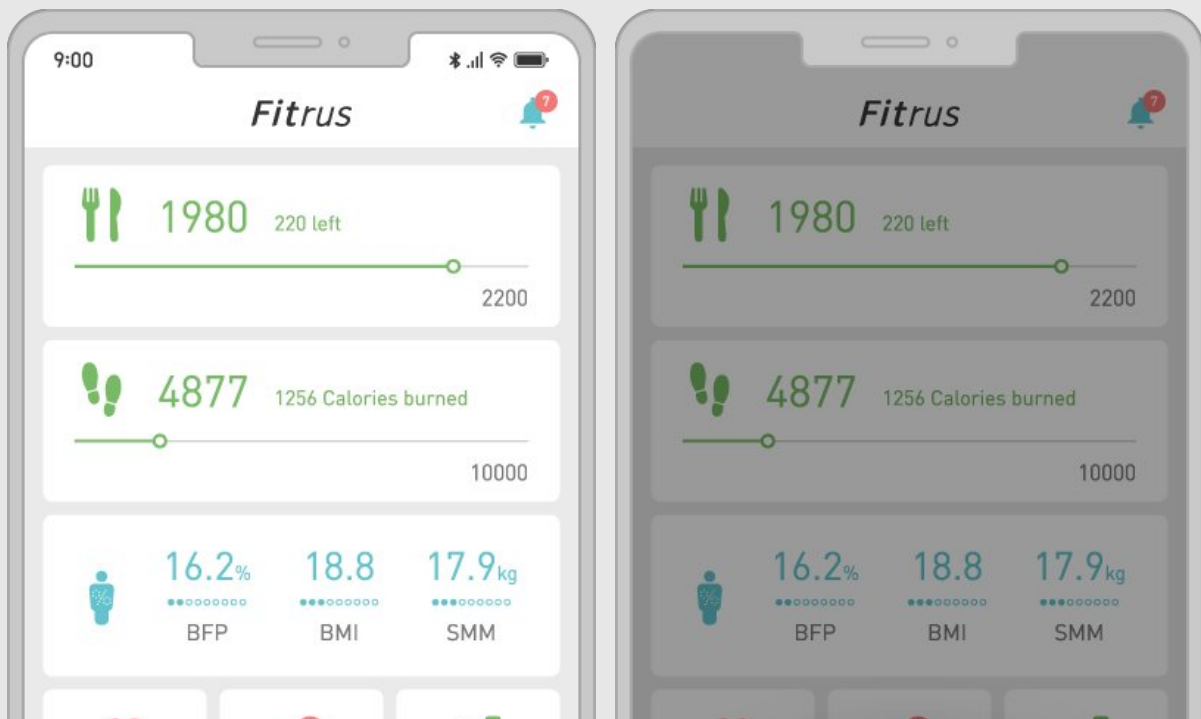 9:00
Fitrus
7
1980 220 left
2200
4877 1256 Calories burned
10000
%
16.2% 18.8 17.9kg
BFP BMI SMM
Fitrus
7
1980 220 left
2200
4877 1256 Calories burned
10000
%
16.2% 18.8 17.9kg
BFP BMI SMM